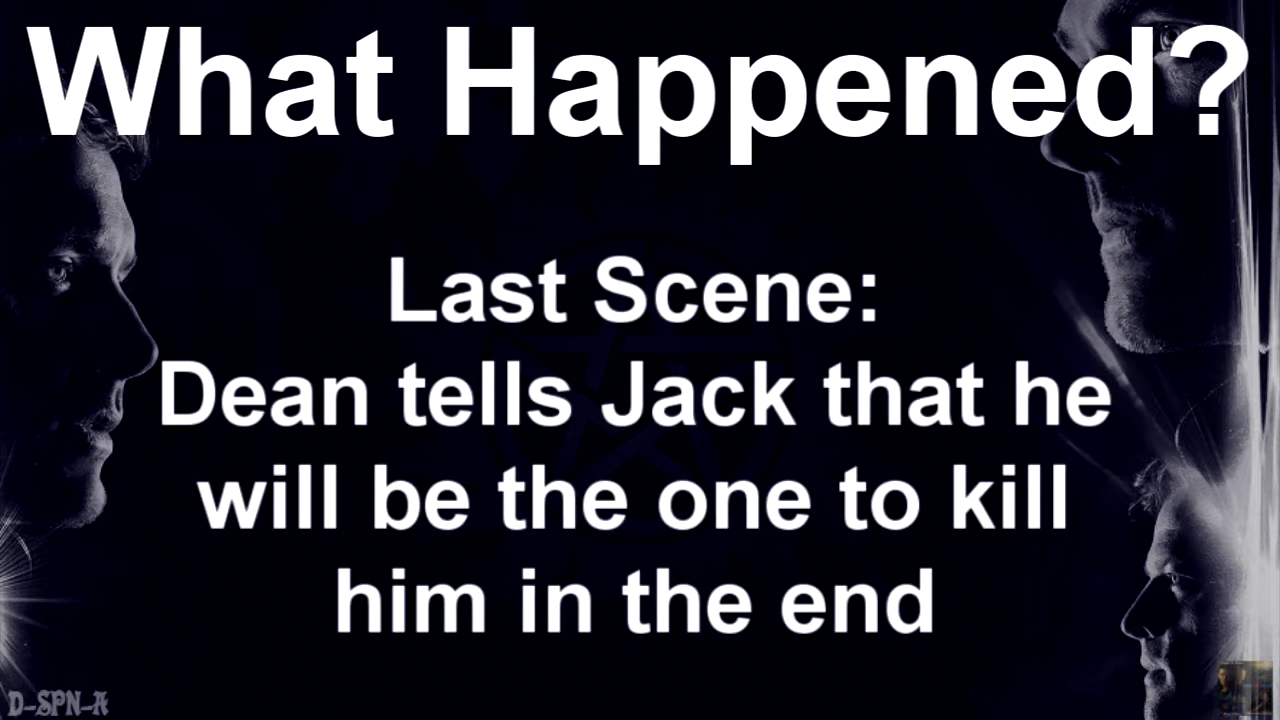 What Happened?
Last Scene:
Dean tells Jack that he
will be the one to kill
him in the end
D-SPN-A